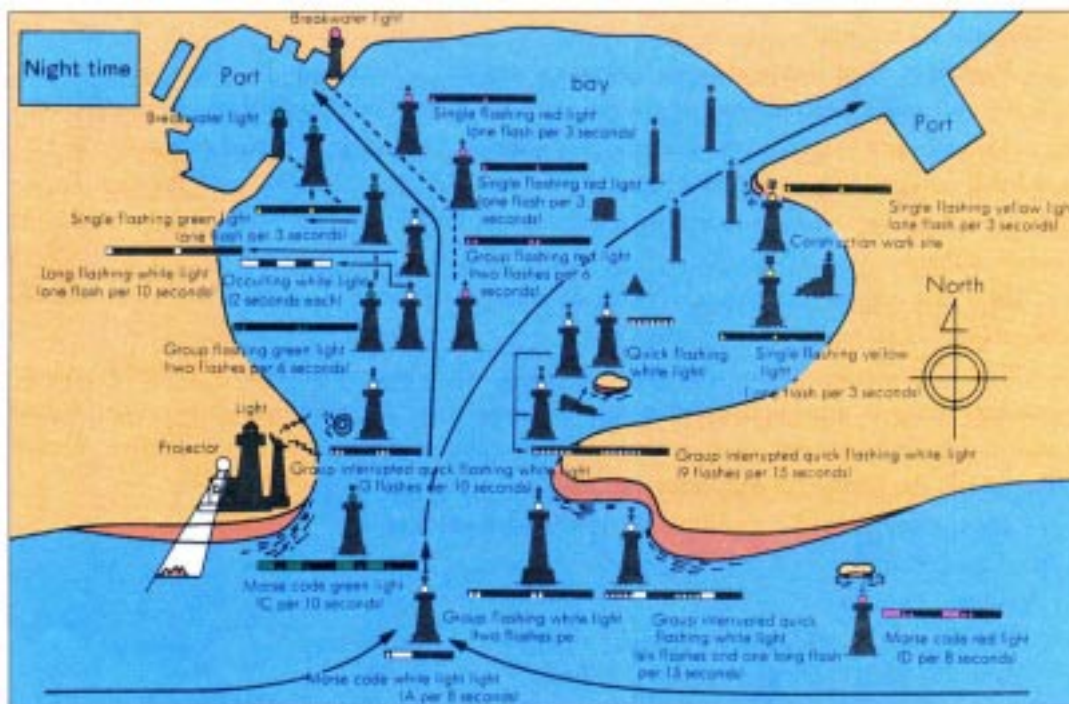 Breakwater light
Night time
Port
bay
Breakwater light
Single flashing red light
(one flash per 3 seconds)
Port
Single flashing red light
(one flash per 3
seconds)
Single flashing green light
(one flash per 3 seconds)
Single flashing yellow light
(one flash per 3 seconds)
Construction work site
Group flashing red light
two flashes per 6
seconds)
Long flashing white light
(one flash per 10 seconds)
Occulting white light
(2 seconds each)
North
Group flashing green light
two flashes per 6 seconds)
Quick flashing
white light
Single flashing yellow
light
(one flash per 3 seconds)
Light
Projector
Group interrupted quick flashing white light
(3 flashes per 10 seconds)
Group interrupted quick flashing white light
(9 flashes per 15 seconds)
Morse code green light
(C per 10 seconds)
Group flashing white light
two flashes pe
Group interrupted quick
flashing white light
(six flashes and one long flash
per 15 seconds)
Morse code red light
(D per 8 seconds)
Morse code white light light
(A per 8 seconds)